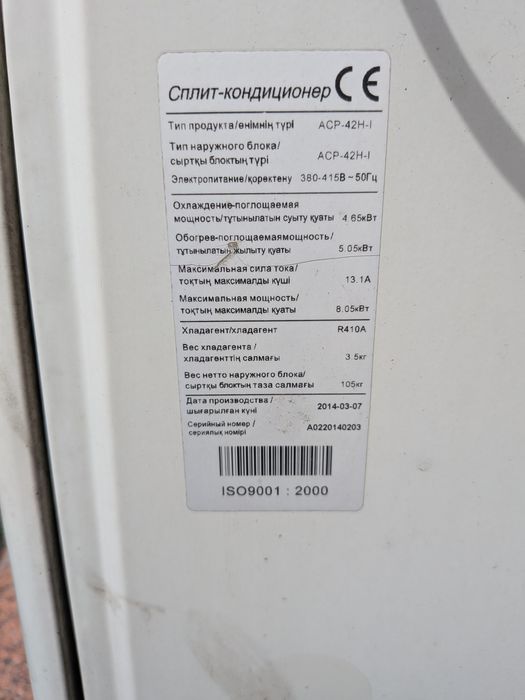 Сплит-кондиционер CE
Тип продукта/өнімнің түрі ACP-42H-I
Тип наружного блока/
сыртқы блоктың түрі ACP-42H-I
Электропитание/қоректену 380-415В ~ 50Гц
Охлаждение-поглощаемая
мощность/тұтынылатын суыту қуаты 4.65кВт
Обогрев-поглощаемаямощность/
тұтынылатын жылыту қуаты 5.05кВт
Максимальная сила тока/
тоқтың максималды күші 13.1А
Максимальная мощность/
тоқтың максималды қуаты 8.05кВт
Хладагент/хладагент R410A
Вес хладагента /
хладагенттің салмағы 3.5кг
Вес нетто наружного блока/
сыртқы блоктың таза салмағы 105кг
Дата производства /
шығарылған күні 2014-03-07
Серийный номер /
сериялық нөмірі A0220140203
ISO9001 : 2000